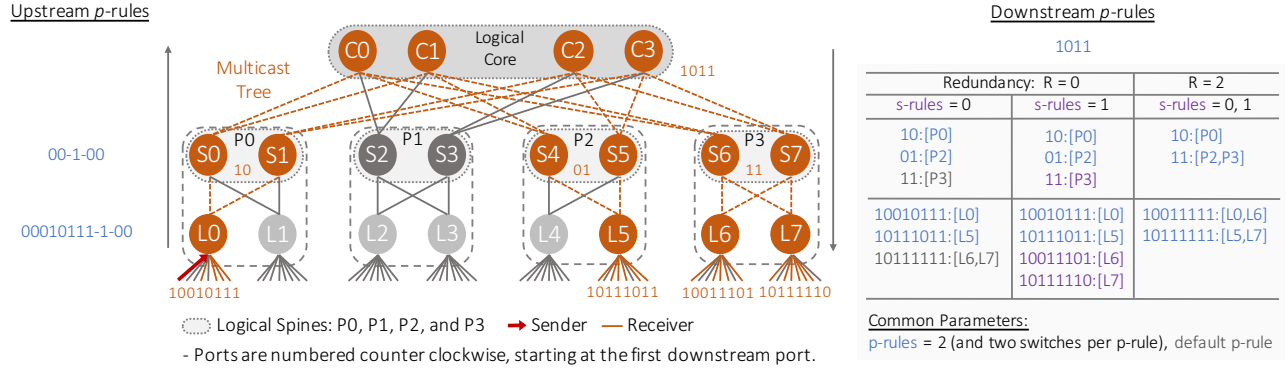 Upstream p-rules
Downstream p-rules
C0
C1
Logical
Core
C2
C3
1011
1011
Multicast
Tree
Redundancy: R = 0
R = 2
s-rules = 0
s-rules = 1
s-rules = 0, 1
00-1-00
P0
S0
S1
10
P1
S2
S3
P2
S4
S5
01
P3
S6
S7
11
10:[P0]
01:[P2]
11:[P3]
10:[P0]
01:[P2]
11:[P3]
10:[P0]
11:[P2,P3]
00010111-1-00
L0
L1
L2
L3
L4
L5
L6
L7
10010111
10111011
10011101
10111110
10010111:[L0]
10111011:[L5]
10111111:[L6,L7]
10010111:[L0]
10111011:[L5]
10011101:[L6]
10111110:[L7]
10011111:[L0,L6]
10111111:[L5,L7]
Logical Spines: P0, P1, P2, and P3
Sender
Receiver
- Ports are numbered counter clockwise, starting at the first downstream port.
Common Parameters:
p-rules = 2 (and two switches per p-rule), default p-rule